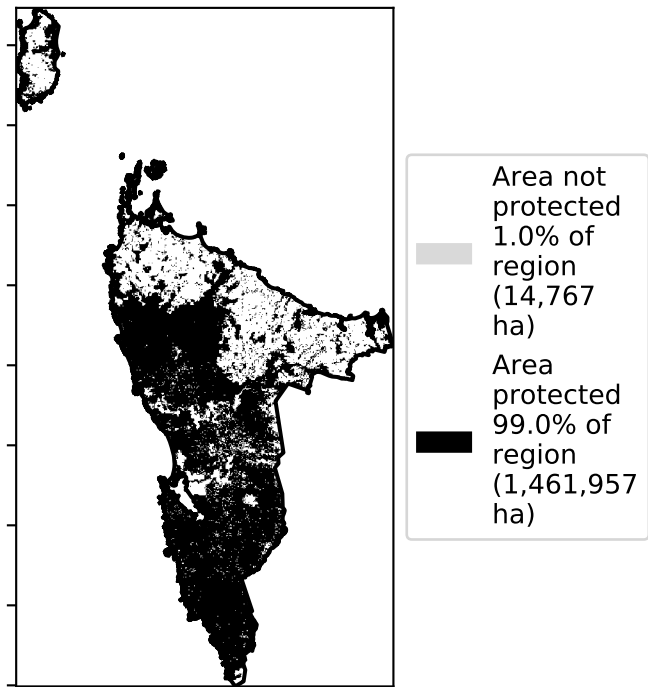 Area not
protected
1.0% of
region
(14,767
ha)
Area
protected
99.0% of
region
(1,461,957
ha)